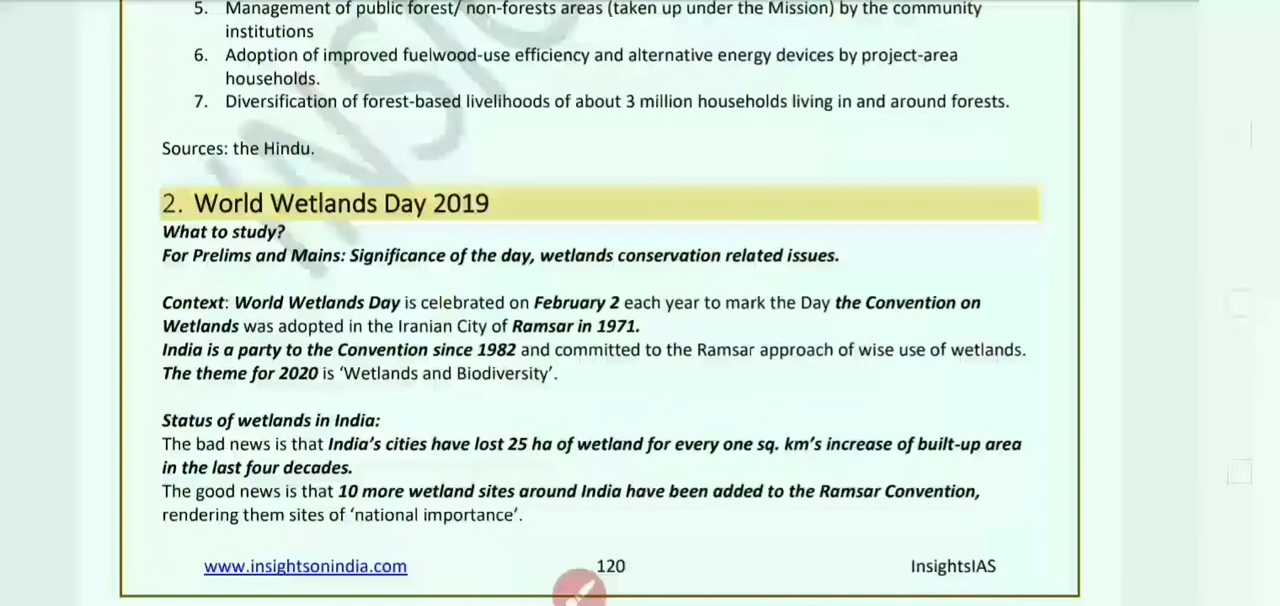 5. Management of public forest/ non-forests areas (taken up under the Mission) by the community
institutions
6. Adoption of improved fuelwood-use efficiency and alternative energy devices by project-area
households.
7. Diversification of forest-based livelihoods of about 3 million households living in and around forests.
Sources: the Hindu.
2. World Wetlands Day 2019
What to study?
For Prelims and Mains: Significance of the day, wetlands conservation related issues.
Context: World Wetlands Day is celebrated on February 2 each year to mark the Day the Convention on
Wetlands was adopted in the Iranian City of Ramsar in 1971.
India is a party to the Convention since 1982 and committed to the Ramsar approach of wise use of wetlands.
The theme for 2020 is ‘Wetlands and Biodiversity’.
Status of wetlands in India:
The bad news is that India’s cities have lost 25 ha of wetland for every one sq. km’s increase of built-up area
in the last four decades.
The good news is that 10 more wetland sites around India have been added to the Ramsar Convention,
rendering them sites of ‘national importance’.
www.insightsonindia.com 120 InsightsIAS